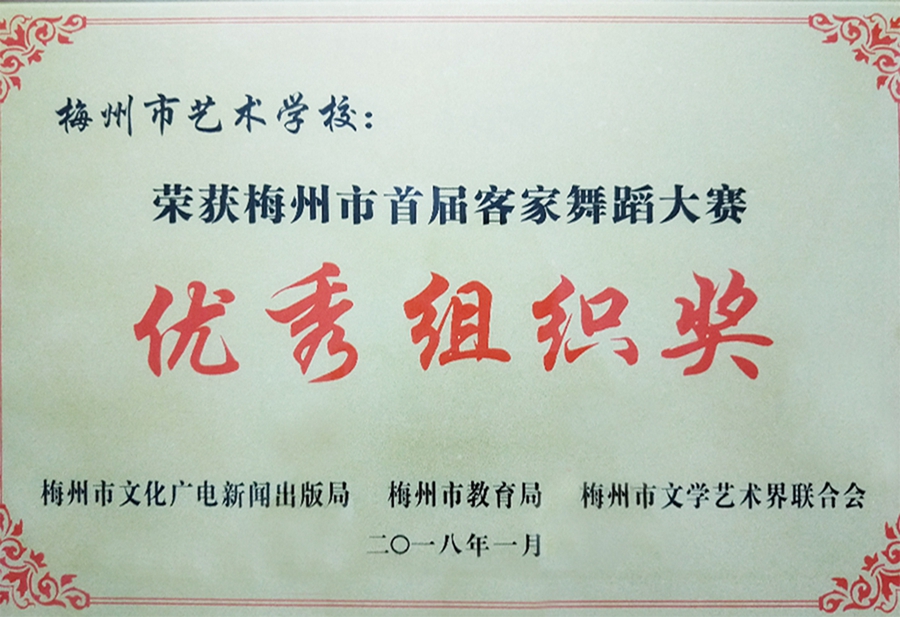 梅州市艺术学校：
荣获梅州市首届客家舞蹈大赛
优秀组织奖
梅州市文化广电新闻出版局 梅州市教育局 梅州市文学艺术界联合会
二〇一八年一月